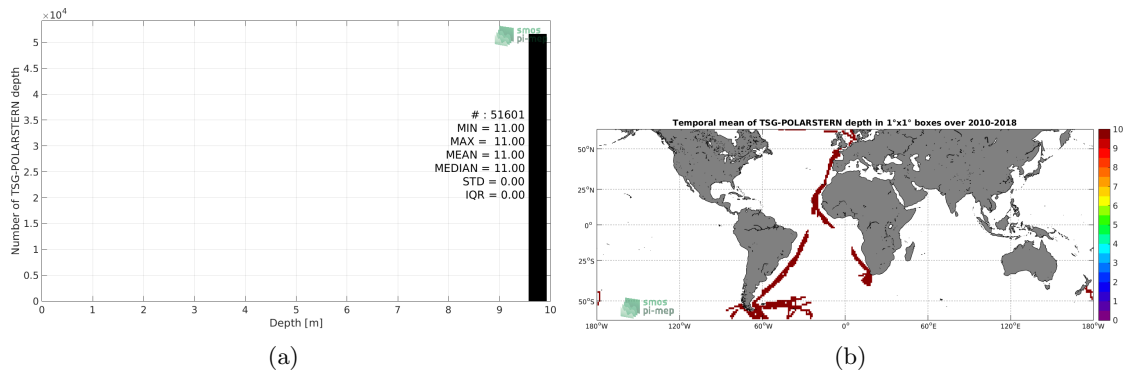 ×10⁴
5
4.5
4
3.5
3
2.5
2
1.5
1
0.5
0
Number of TSG-POLARSTERN depth
smos
pi-mep
# : 51601
MIN = 11.00
MAX = 11.00
MEAN = 11.00
MEDIAN = 11.00
STD = 0.00
IQR = 0.00
0 1 2 3 4 5 6 7 8 9 10
Depth [m]
(a)
Temporal mean of TSG-POLARSTERN depth in 1°x1° boxes over 2010-2018
50°N
25°N
0°
25°S
50°S
smos
pi-mep
180°W 120°W 60°W 0° 60°E 120°E 180°W
10
9
8
7
6
5
4
3
2
1
0
(b)